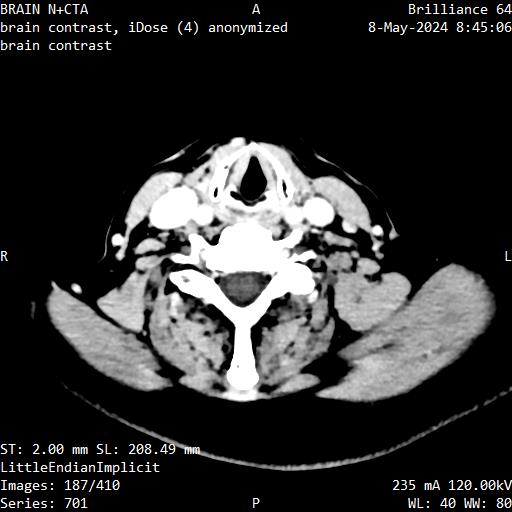 BRAIN N+CTA
A
Brilliance 64
brain contrast, iDose (4) anonymized
8-May-2024 8:45:06
brain contrast
R
L
ST: 2.00 mm SL: 208.49 mm
LittleEndianImplicit
Images: 187/410
235 mA 120.00kV
Series: 701
P
WL: 40 WW: 80